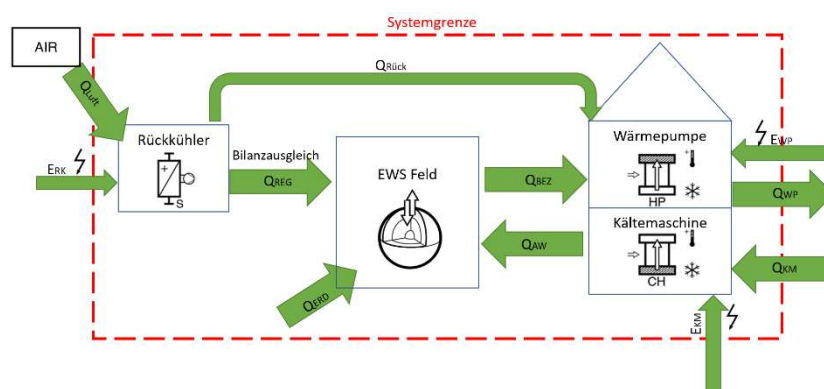 Systemgrenze
AIR
QLuft
QRück
Rückkühler
+
S
ERK
Bilanzausgleich
QREG
EWS Feld
QERD
QBEZ
QAW
Wärmepumpe
+
HP
EWP
QWP
Kältemaschine
+
CH
QKM
EKM